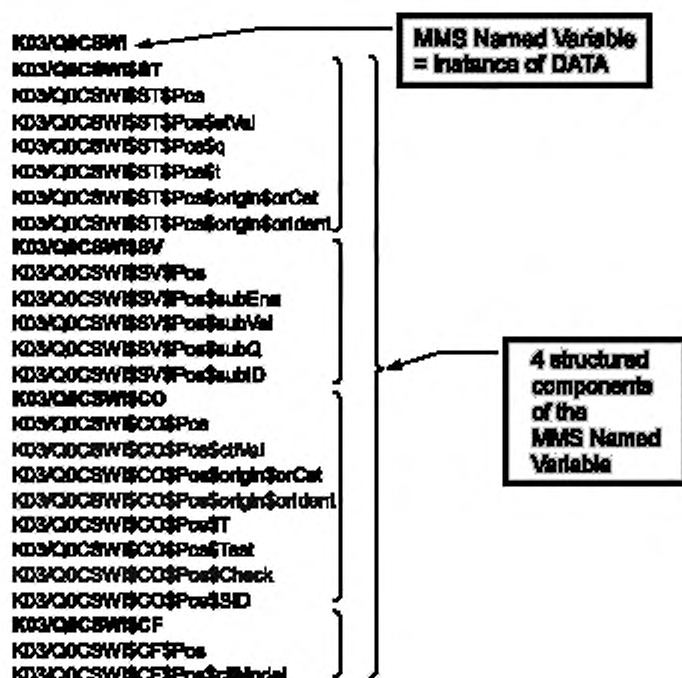 K03/Q0CSWI
K03/Q0CSWI$ST
K03/Q0CSWI$ST$Pos
K03/Q0CSWI$ST$Pos$stVal
K03/Q0CSWI$ST$Pos$q
K03/Q0CSWI$ST$Pos$t
K03/Q0CSWI$ST$Pos$origin$orCat
K03/Q0CSWI$ST$Pos$origin$orIdent
K03/Q0CSWI$SV
K03/Q0CSWI$SV$Pos
K03/Q0CSWI$SV$Pos$subEna
K03/Q0CSWI$SV$Pos$subVal
K03/Q0CSWI$SV$Pos$subQ
K03/Q0CSWI$SV$Pos$subID
K03/Q0CSWI$CO
K03/Q0CSWI$CO$Pos
K03/Q0CSWI$CO$Pos$ctlVal
K03/Q0CSWI$CO$Pos$origin$orCat
K03/Q0CSWI$CO$Pos$origin$orIdent
K03/Q0CSWI$CO$Pos$T
K03/Q0CSWI$CO$Pos$Test
K03/Q0CSWI$CO$Pos$Check
K03/Q0CSWI$CO$Pos$SID
K03/Q0CSWI$CF
K03/Q0CSWI$CF$Pos
K03/Q0CSWI$CF$Pos$ctlModel
MMS Named Variable
= Instance of DATA
4 structured
components
of the
MMS Named
Variable